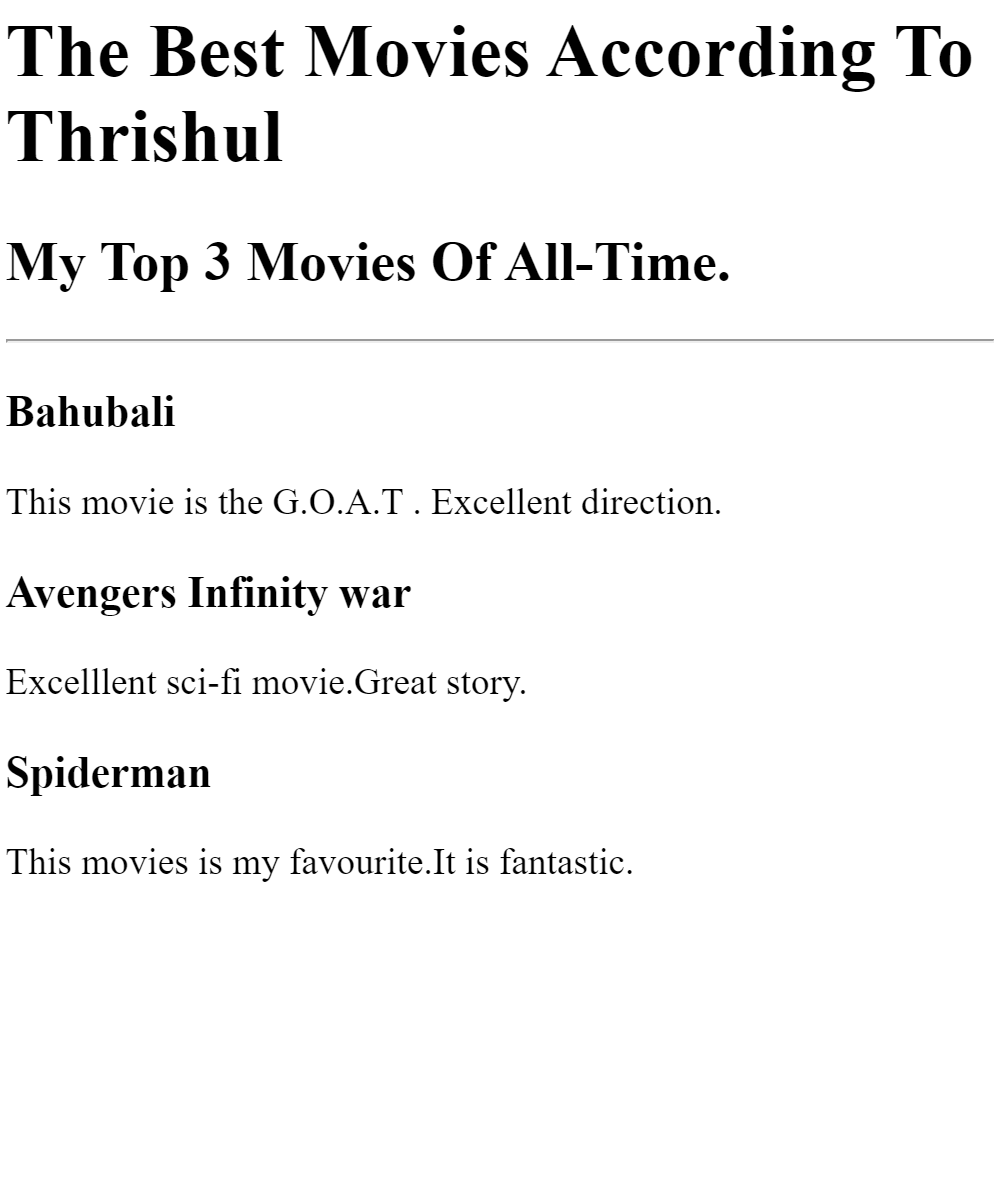 The Best Movies According To
Thrishul
My Top 3 Movies Of All-Time.
Bahubali
This movie is the G.O.A.T . Excellent direction.
Avengers Infinity war
Excelllent sci-fi movie.Great story.
Spiderman
This movies is my favourite.It is fantastic.